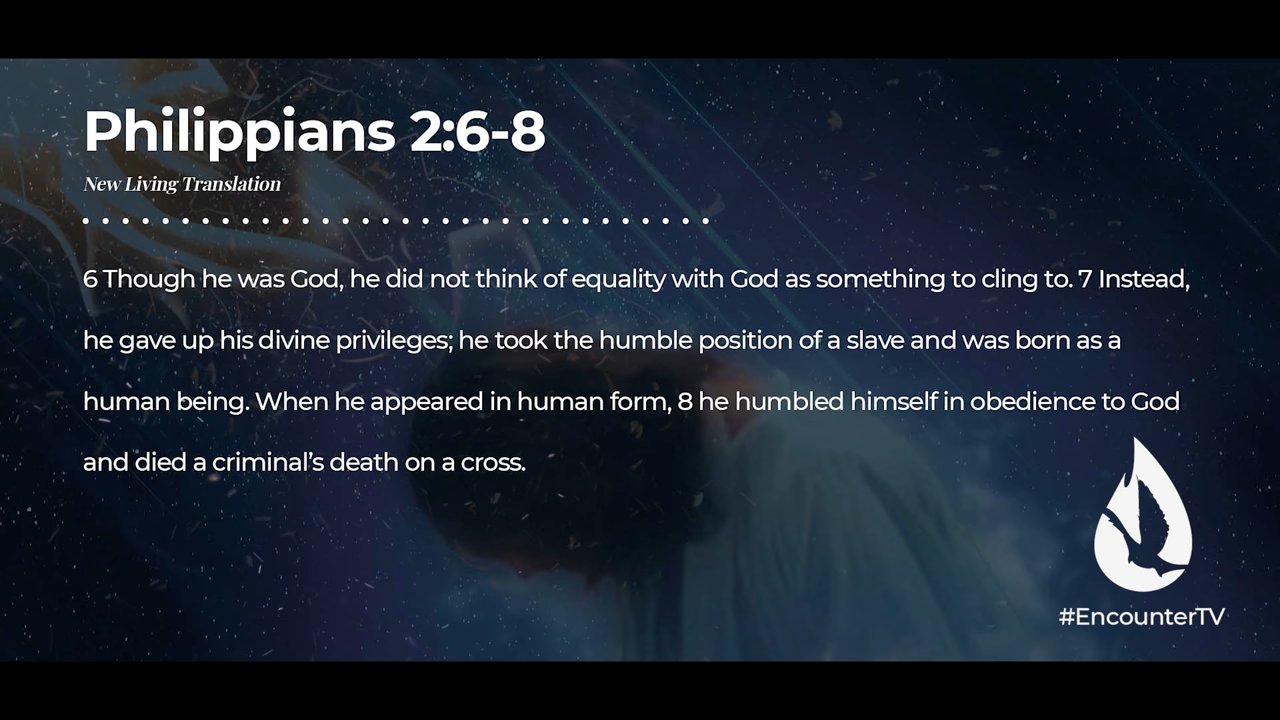 Philippians 2:6-8
New Living Translation
6 Though he was God, he did not think of equality with God as something to cling to. 7 Instead,
he gave up his divine privileges; he took the humble position of a slave and was born as a
human being. When he appeared in human form, 8 he humbled himself in obedience to God
and died a criminal’s death on a cross.
#EncounterTV